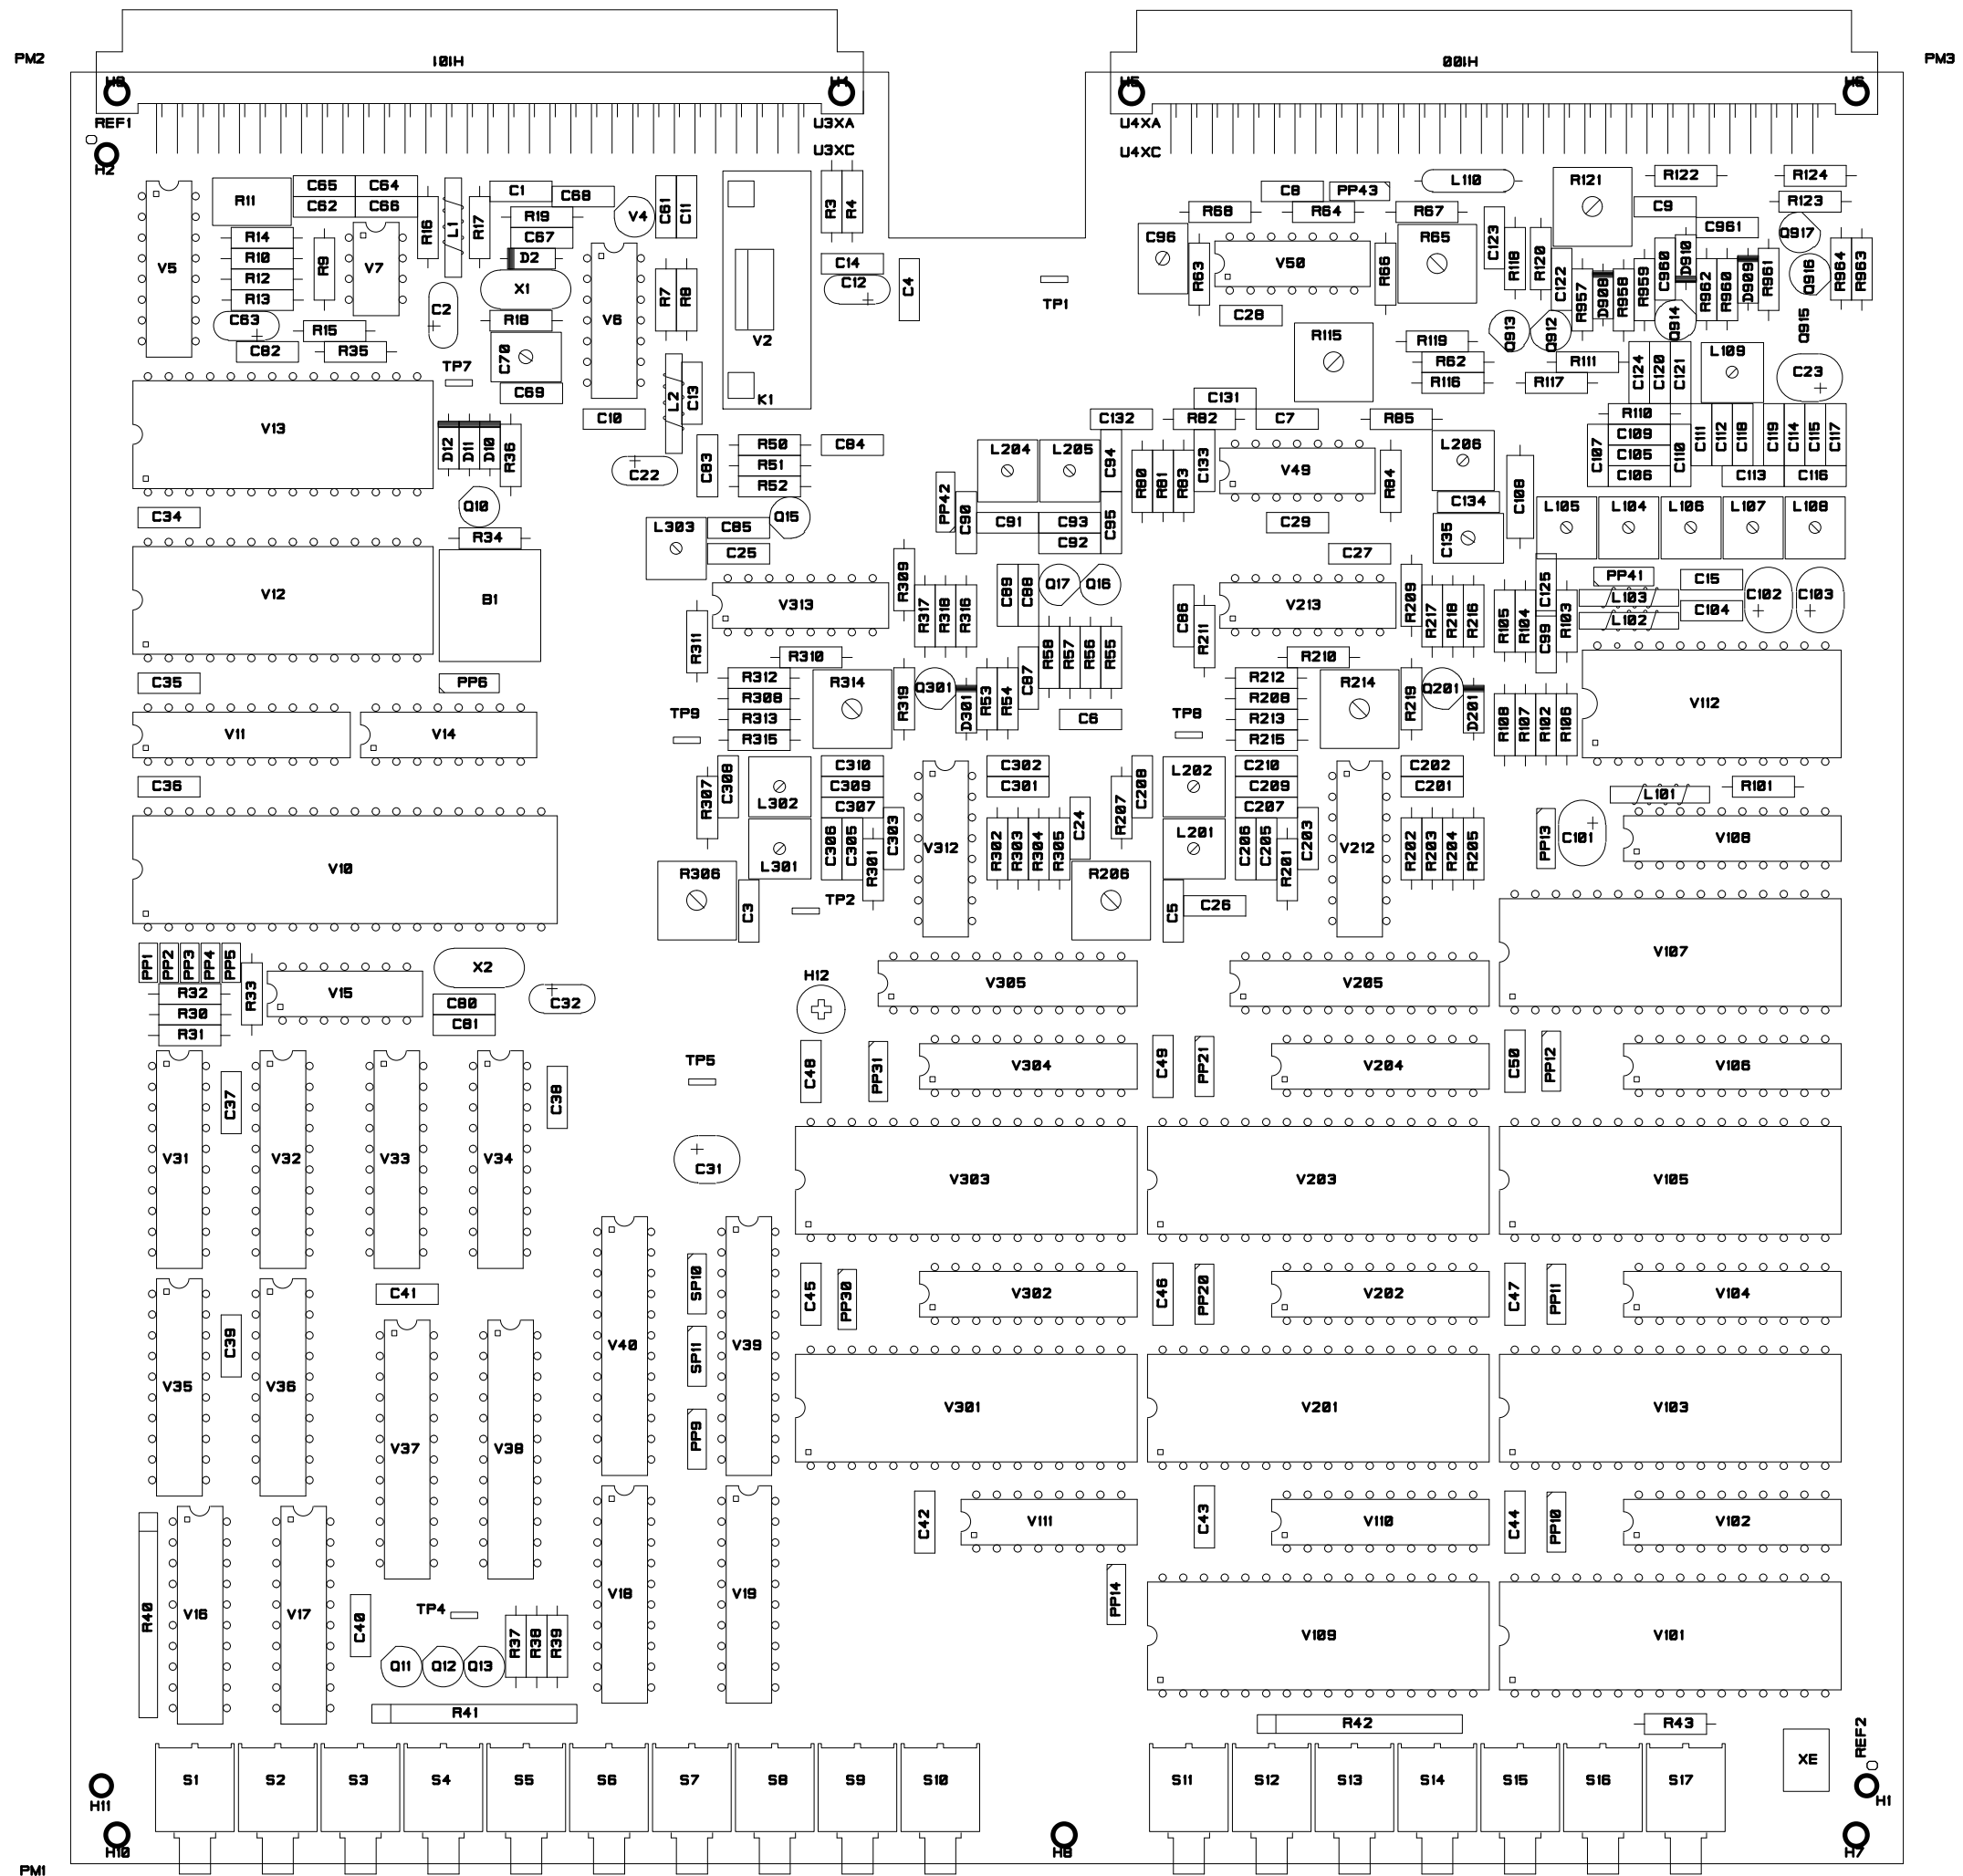 PM2 H101 H100 PM3
H3 H4 H5 H6
REF1 U3XA U4XA
H2 U3XC U4XC
R11 C65 C64 C1 C68 C8 PP43 L110 R121 R122 R124
C62 C66 R16 L1 R17 R19 V4 C61 C11 R3 R4 R68 R64 R67 C9 R123
R14 C67 C96 R65 C123 R118 R120 C961 Q917
V5 R10 R9 V7 D2 V50 R63 R66 C122 R957 D908 R958 R959 C960 D910 R962 R960 D909 R961 Q916 R964 R963
R12 C14 C12 C4 TP1
R13 X1 R7 R8
C63 C2 R18 V6 C28
R15 V2 R115 R119 Q913 Q912 Q914 Q915
C82 R35 C70 R62 R111 C124 C120 C121 L109 C23
TP7 C69 L2 C13 K1 R116 R117
V13 C10 C131 C132 R82 C7 R85 R110
D12 D1 D10 R36 R50 C84 L204 L205 C94 C133 L206 C107 C109 C111 C112 C118 C119 C114 C115 C117
C22 C83 R51 R80 R81 R83 V49 R84 C105 C110
R52 PP42 C90 C106 C113 C116
Q10 Q15 C108 C134
C34 L303 C85 C91 C93 C95 C29 C135 L105 L104 L106 L107 L108
R34 C25 C92 C27
V12 B1 R309 C89 C88 Q17 Q16 R209 C125 PP41 C15 C102 C103
V313 R317 R318 R316 C86 V213 R217 R218 R216 R105 R104 C99 R103 L103 C104
R311 R58 R57 R56 R55 R211 L102
R310 R210
C35 PP6 R312 R314 R319 Q301 D301 R53 R54 C87 R212 R214 R219 Q201 D201
R308 R208 V112
TP9 R313 C6 TP8 R213 R108 R107 R102 R106
V11 V14 R315 R215
C36 R307 C308 L302 C310 C302 R207 C208 L202 C210 C202 R101
C309 C301 C209 C201 L101
C307 C207
V10 L301 C306 C305 R301 C303 V312 R302 R303 R304 R305 C24 L201 C206 C205 R201 C203 V212 R202 R203 R204 R205 PP13 C101 V108
R306 R206
C3 TP2 C5 C26
PP1 PP2 PP3 PP4 PP5 X2 V107
R32 R33 V15 H12 V305 V205
R30 C80 C32
R31 C81
TP5 C48 PP31 V304 C49 PP21 V204 C50 PP12 V106
C37 C38
V31 V32 V33 V34 C31 V303 V203 V105
SP10 C45 PP30 V302 C46 PP20 V202 C47 PP11 V104
C41
C39 V40 SP11 V39
V35 V36 V301 V201 V103
V37 V38 PP9
C42 V111 C43 V110 C44 PP10 V102
R40 V16 V17 C40 TP4 V18 V19 PP14
R37 R38 R39 V109 V101
Q11 Q12 Q13
R41 R42 R43 REF2
S1 S2 S3 S4 S5 S6 S7 S8 S9 S10 S11 S12 S13 S14 S15 S16 S17 XE
H11 H1
H10 H8 H7
PM1